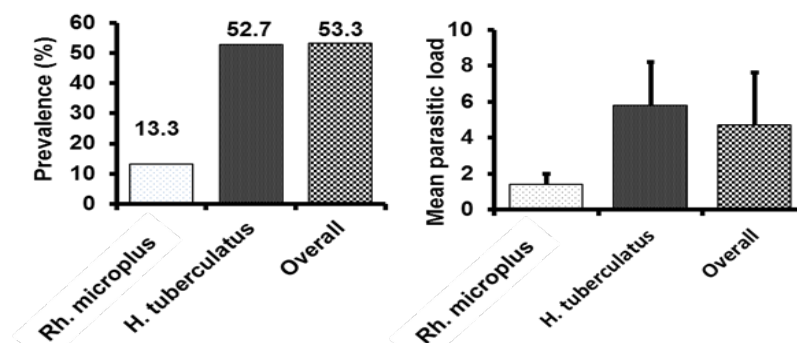 Prevalence (%)
60
50
40
30
20
10
0
13.3
52.7
53.3
Rh. microplus
H. tuberculatus
Overall
Mean parasitic load
10
8
6
4
2
0
Rh. microplus
H. tuberculatus
Overall